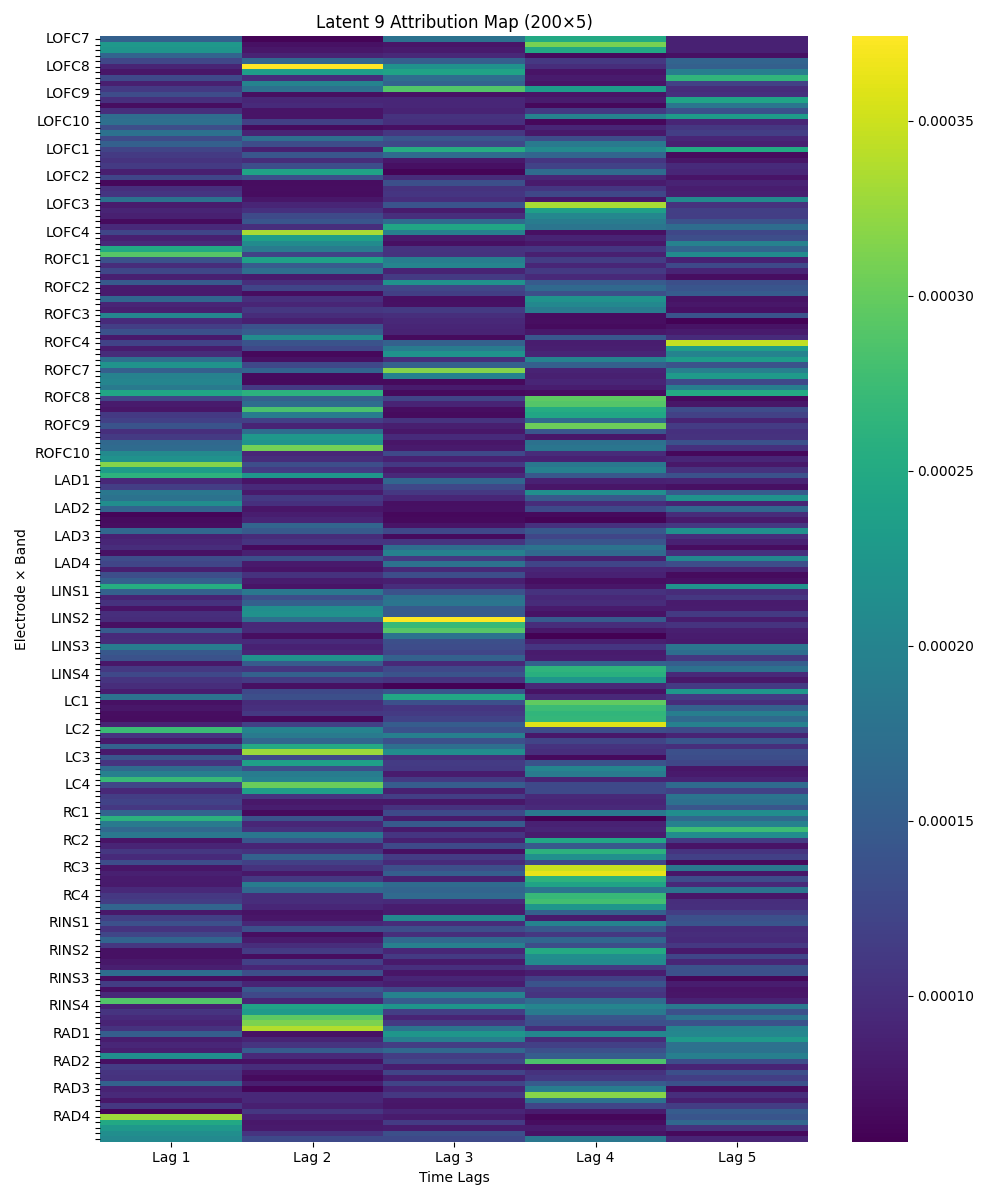 Latent 9 Attribution Map (200×5)
LOFC7
LOFC8
LOFC9
LOFC10
LOFC1
LOFC2
LOFC3
LOFC4
ROFC1
ROFC2
ROFC3
ROFC4
ROFC7
ROFC8
ROFC9
ROFC10
LAD1
LAD2
LAD3
LAD4
LINS1
LINS2
LINS3
LINS4
LC1
LC2
LC3
LC4
RC1
RC2
RC3
RC4
RINS1
RINS2
RINS3
RINS4
RAD1
RAD2
RAD3
RAD4
Electrode × Band
Lag 1 Lag 2 Lag 3 Lag 4 Lag 5
Time Lags
0.00035
0.00030
0.00025
0.00020
0.00015
0.00010